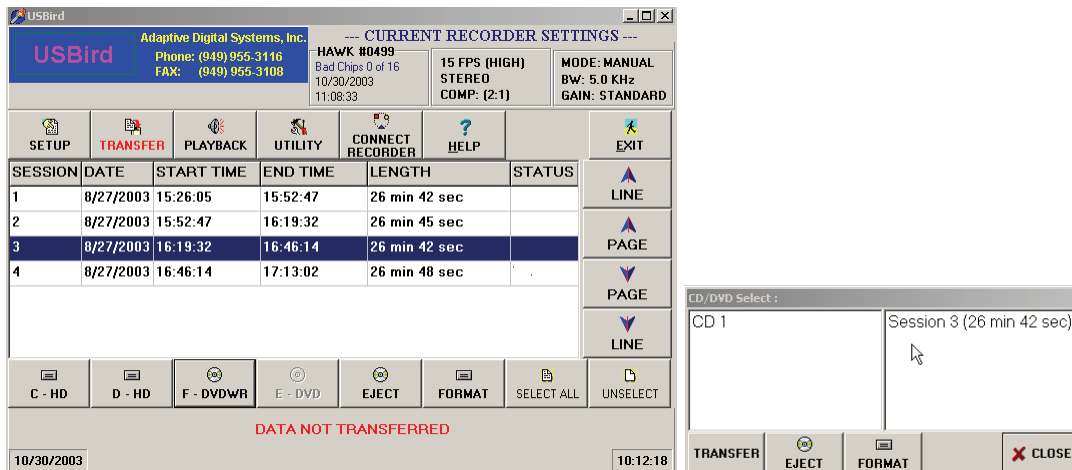 USBird
USBird
Adaptive Digital Systems, Inc.
Phone: (949) 955-3116
FAX: (949) 955-3108
--- CURRENT RECORDER SETTINGS ---
HAWK #0499
Bad Chips 0 of 16
10/30/2003
11:08:33
15 FPS (HIGH)
STEREO
COMP: (2:1)
MODE: MANUAL
BW: 5.0 KHz
GAIN: STANDARD
SETUP TRANSFER PLAYBACK UTILITY CONNECT RECORDER HELP EXIT
SESSION DATE START TIME END TIME LENGTH STATUS
1 8/27/2003 15:26:05 15:52:47 26 min 42 sec
2 8/27/2003 15:52:47 16:19:32 26 min 45 sec
3 8/27/2003 16:19:32 16:46:14 26 min 42 sec
4 8/27/2003 16:46:14 17:13:02 26 min 48 sec
LINE
PAGE
PAGE
LINE
C - HD D - HD F - DVDWR E - DVD EJECT FORMAT SELECT ALL UNSELECT
DATA NOT TRANSFERRED
10/30/2003 10:12:18
CD/DVD Select :
CD 1 Session 3 (26 min 42 sec)
TRANSFER EJECT FORMAT CLOSE